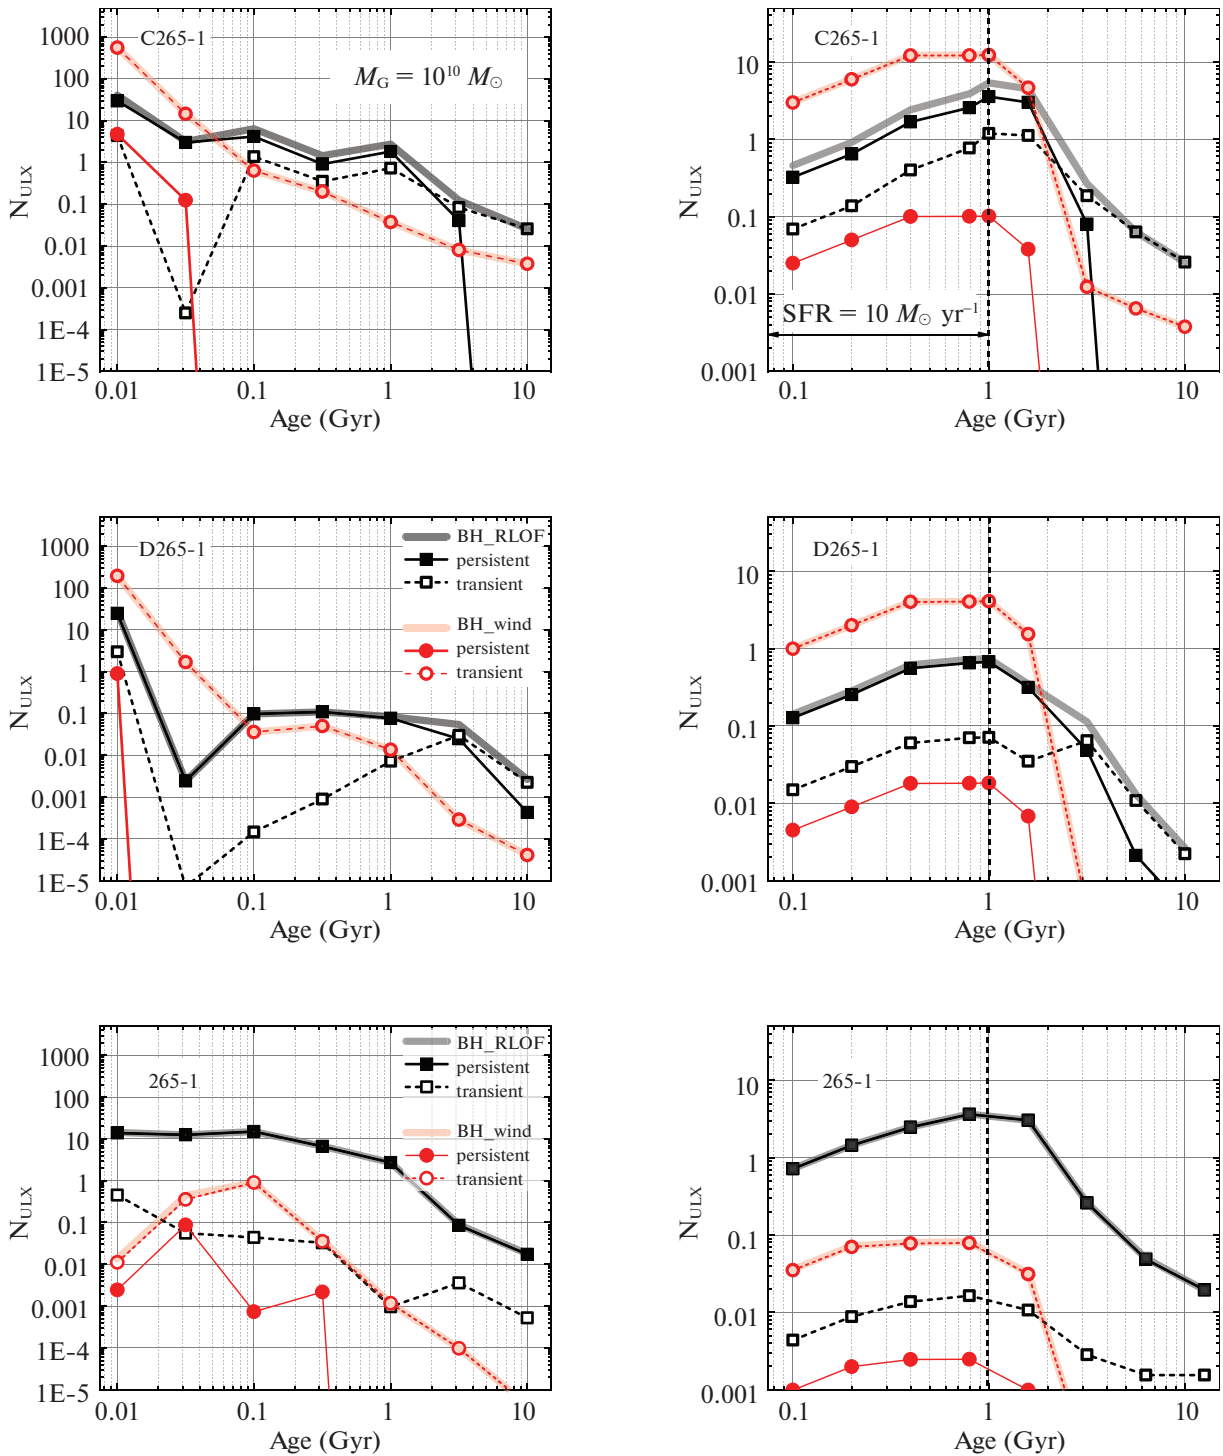 C265-1
M_G = 10^10 M_⊙
N_ULX
1000
100
10
1
0.1
0.01
0.001
1E-4
1E-5
0.01
0.1
1
10
Age (Gyr)
C265-1
SFR = 10 M_⊙ yr^−1
N_ULX
10
1
0.1
0.01
0.001
0.1
1
10
Age (Gyr)
D265-1
BH_RLOF
persistent
transient
BH_wind
persistent
transient
N_ULX
1000
100
10
1
0.1
0.01
0.001
1E-4
1E-5
0.01
0.1
1
10
Age (Gyr)
D265-1
N_ULX
10
1
0.1
0.01
0.001
0.1
1
10
Age (Gyr)
265-1
BH_RLOF
persistent
transient
BH_wind
persistent
transient
N_ULX
1000
100
10
1
0.1
0.01
0.001
1E-4
1E-5
0.01
0.1
1
10
Age (Gyr)
265-1
N_ULX
10
1
0.1
0.01
0.001
0.1
1
10
Age (Gyr)